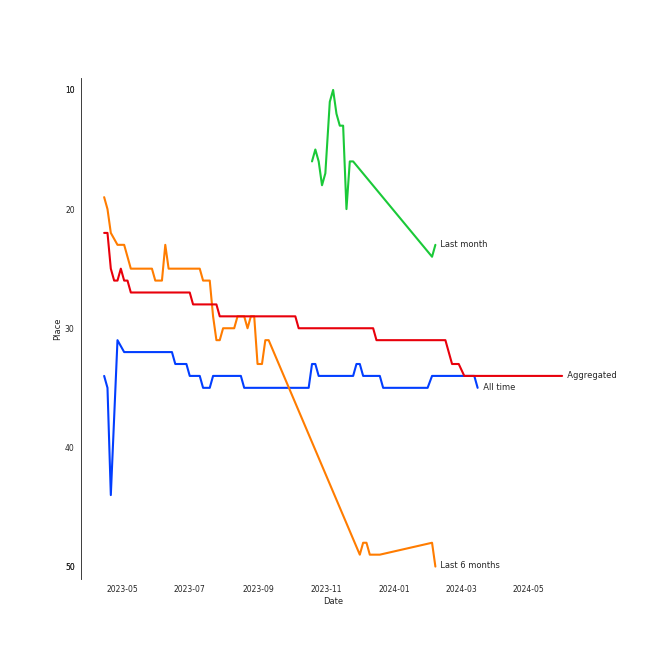 10
20
30
40
50
Place
Last month
Aggregated
All time
Last 6 months
2023-05 2023-07 2023-09 2023-11 2024-01 2024-03 2024-05
Date